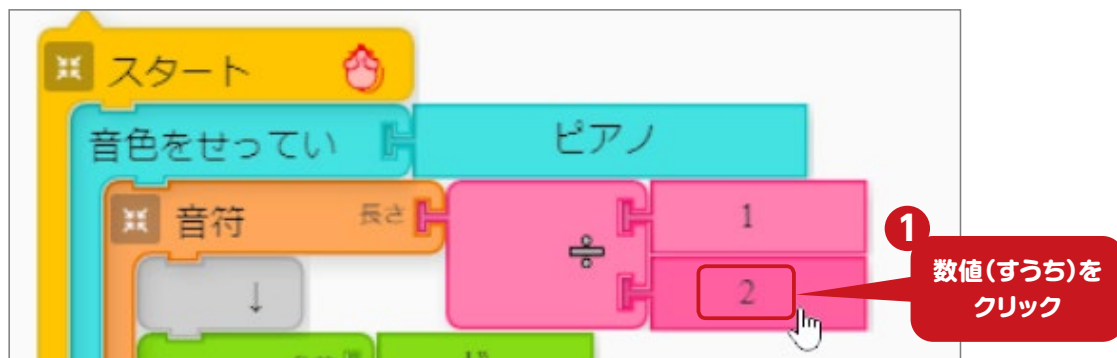 スタート
音色をせってい ピアノ
音符 長さ ÷ 1
2
↓
1
数値(すうち)を
クリック